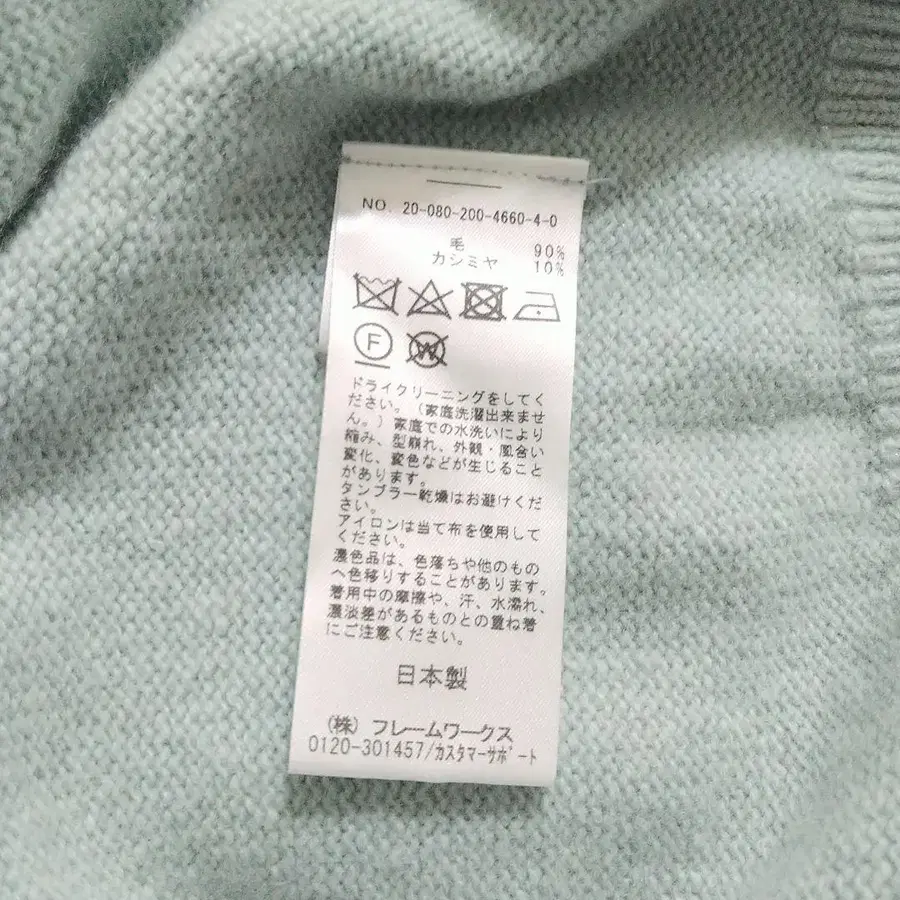 NO. 20-080-200-4660-4-0
毛 90%
カシミヤ 10%
F
W
ドライクリーニングをしてく
ださい。(家庭洗濯出来ませ
ん。)家庭での水洗いにより
縮み、型崩れ、外観・風合い
変化、変色などが生じること
があります。
タンブラー乾燥はお避けくだ
さい。
アイロンは当て布を使用して
ください。
濃色品は、色落ちや他のもの
へ色移りすることがあります。
着用中の摩擦や、汗、水濡れ、
濃淡差があるものとの重ね着
にご注意ください。
日本製
(株)フレームワークス
0120-301457/カスタマーサポート